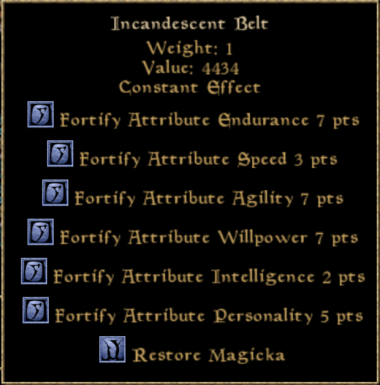 Incandescent Belt
Weight: 1
Value: 4434
Constant Effect
Fortify Attribute Endurance 7 pts
Fortify Attribute Speed 3 pts
Fortify Attribute Agility 7 pts
Fortify Attribute Willpower 7 pts
Fortify Attribute Intelligence 2 pts
Fortify Attribute Personality 5 pts
Restore Magicka